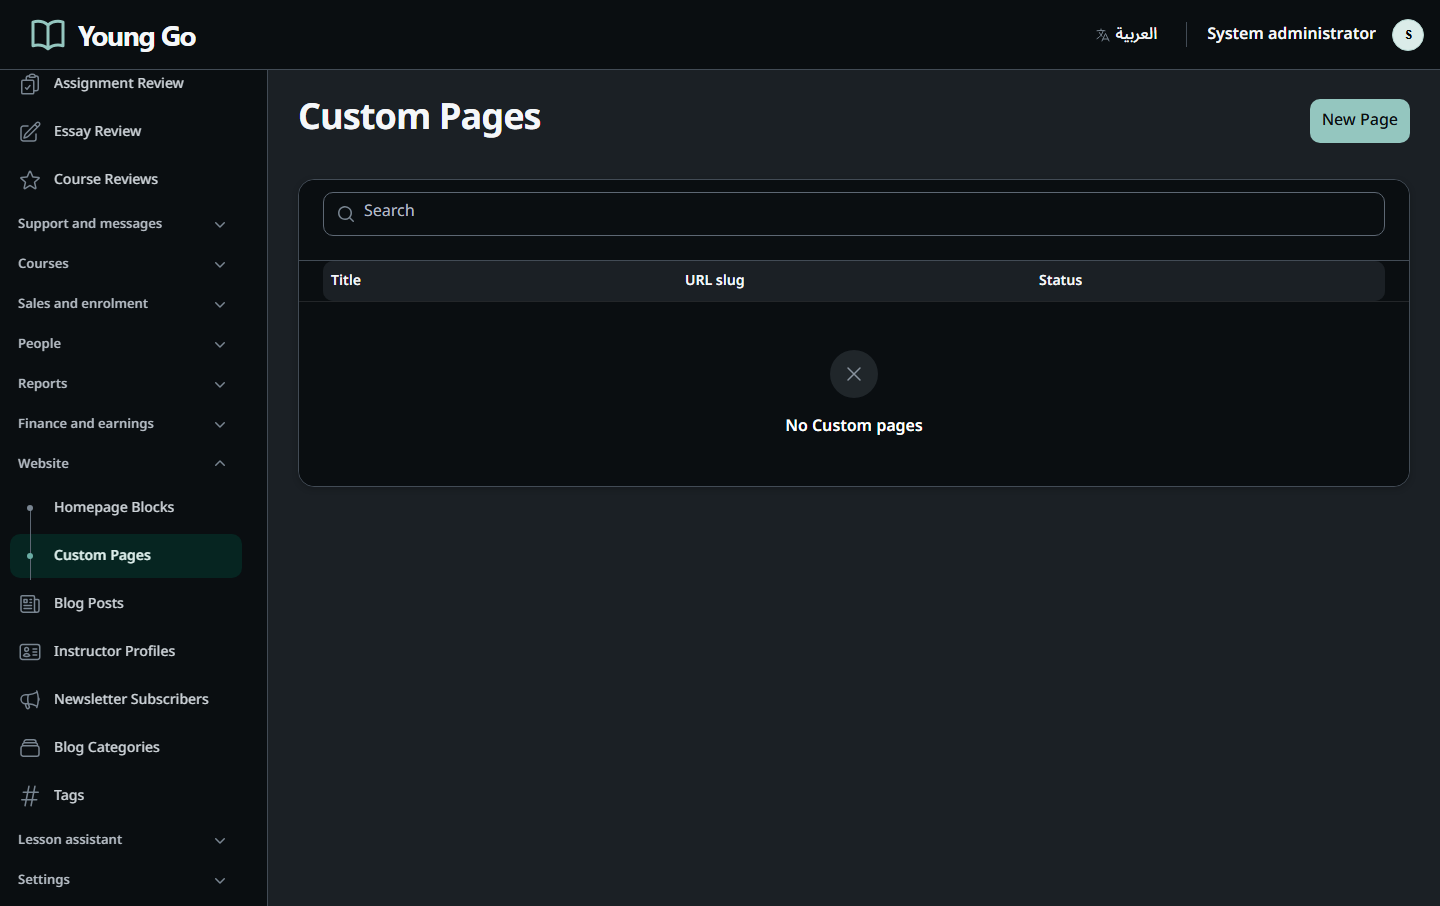 Young Go
العربية
System administrator
S
Assignment Review
Essay Review
Course Reviews
Support and messages
Courses
Sales and enrolment
People
Reports
Finance and earnings
Website
Homepage Blocks
Custom Pages
Blog Posts
Instructor Profiles
Newsletter Subscribers
Blog Categories
Tags
Lesson assistant
Settings
Custom Pages
New Page
Search
Title URL slug Status
No Custom pages